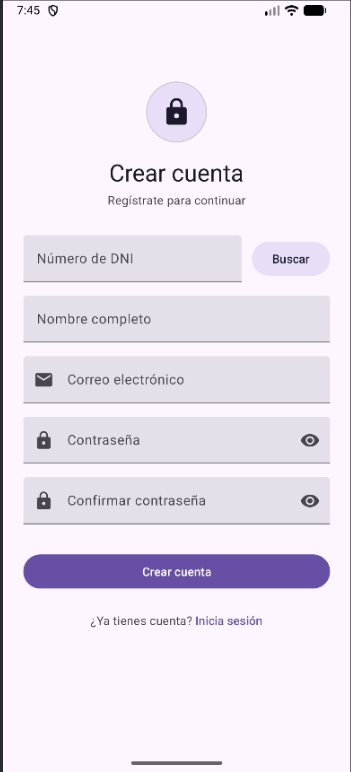 7:45
Crear cuenta
Regístrate para continuar
Número de DNI
Buscar
Nombre completo
Correo electrónico
Contraseña
Confirmar contraseña
Crear cuenta
¿Ya tienes cuenta? Inicia sesión